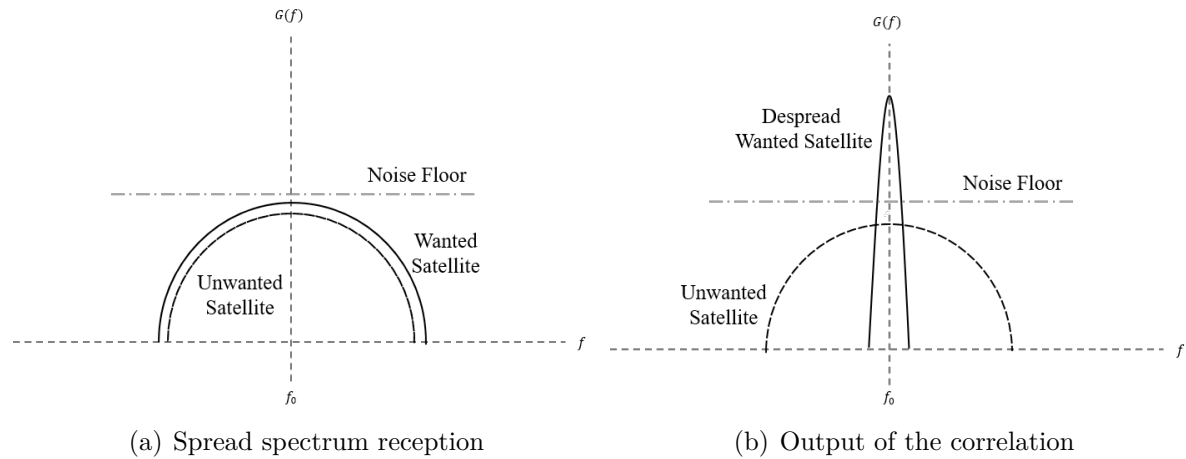 G(f)
Noise Floor
Wanted
Satellite
Unwanted
Satellite
f
f₀
(a) Spread spectrum reception
G(f)
Despread
Wanted Satellite
Noise Floor
Unwanted
Satellite
f
f₀
(b) Output of the correlation